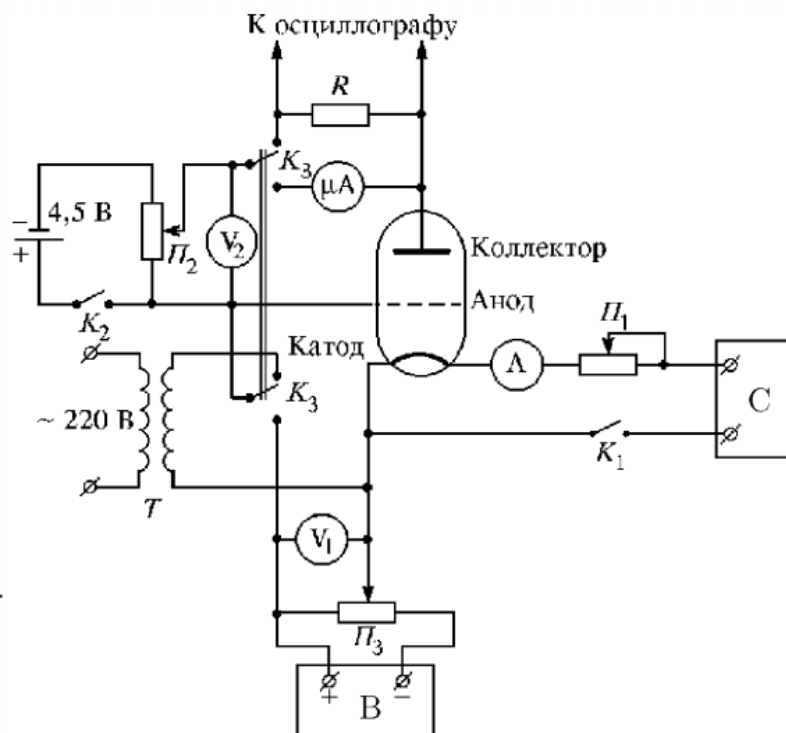 К осциллографу
R
K3
μA
− 4,5 В
+
П2
V2
Коллектор
Анод
K2
П1
Катод
A
K3
С
~ 220 В
K1
T
V1
П3
+ −
В